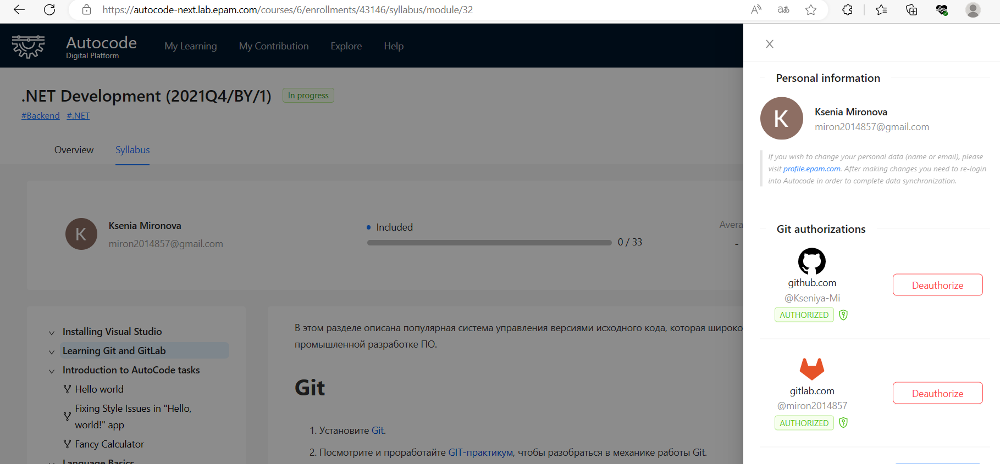 https://autocode-next.lab.epam.com/courses/6/enrollments/43146/syllabus/module/32
Autocode
Digital Platform
My Learning
My Contribution
Explore
Help
.NET Development (2021Q4/BY/1)
In progress
#Backend #.NET
Overview
Syllabus
K
Ksenia Mironova
miron2014857@gmail.com
Included
0 / 33
Avera
-
Installing Visual Studio
Learning Git and GitLab
Introduction to AutoCode tasks
Hello world
Fixing Style Issues in "Hello,
world!" app
Fancy Calculator
Language Basics
В этом разделе описана популярная система управления версиями исходного кода, которая широко
промышленной разработке ПО.
Git
1. Установите Git.
2. Посмотрите и проработайте GIT-практикум, чтобы разобраться в механике работы Git.
Personal information
K
Ksenia Mironova
miron2014857@gmail.com
If you wish to change your personal data (name or email), please
visit profile.epam.com. After making changes you need to re-login
into Autocode in order to complete data synchronization.
Git authorizations
github.com
@Kseniya-Mi
AUTHORIZED
Deauthorize
gitlab.com
@miron2014857
AUTHORIZED
Deauthorize